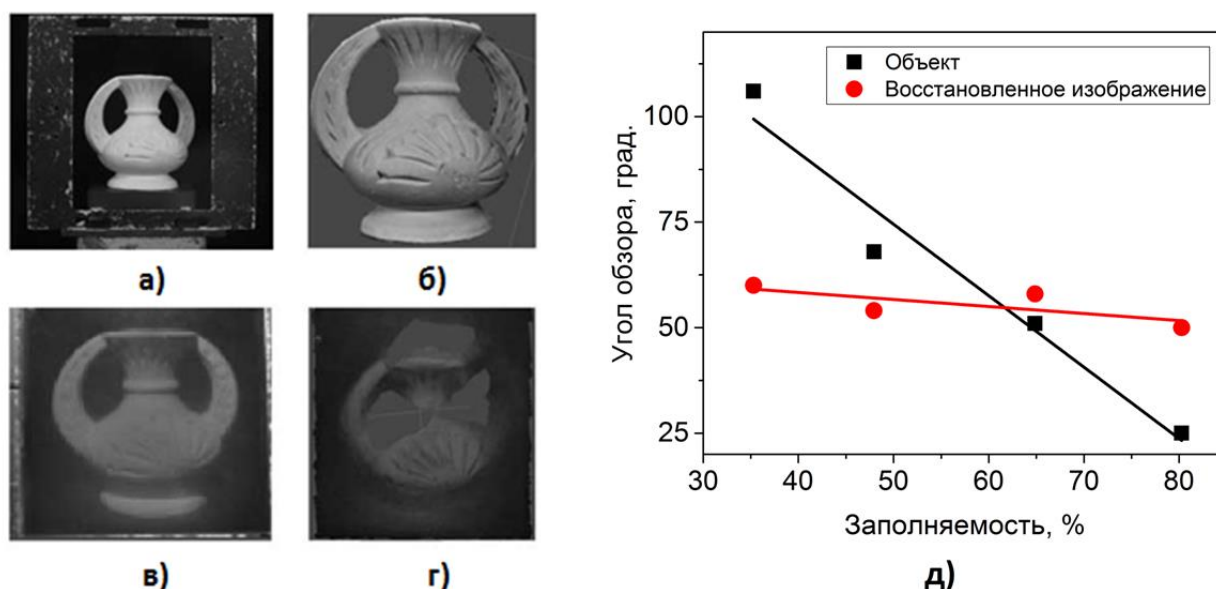 а)
б)
в)
г)
Объект
Восстановленное изображение
Угол обзора, град.
100
75
50
25
30
40
50
60
70
80
Заполняемость, %
д)